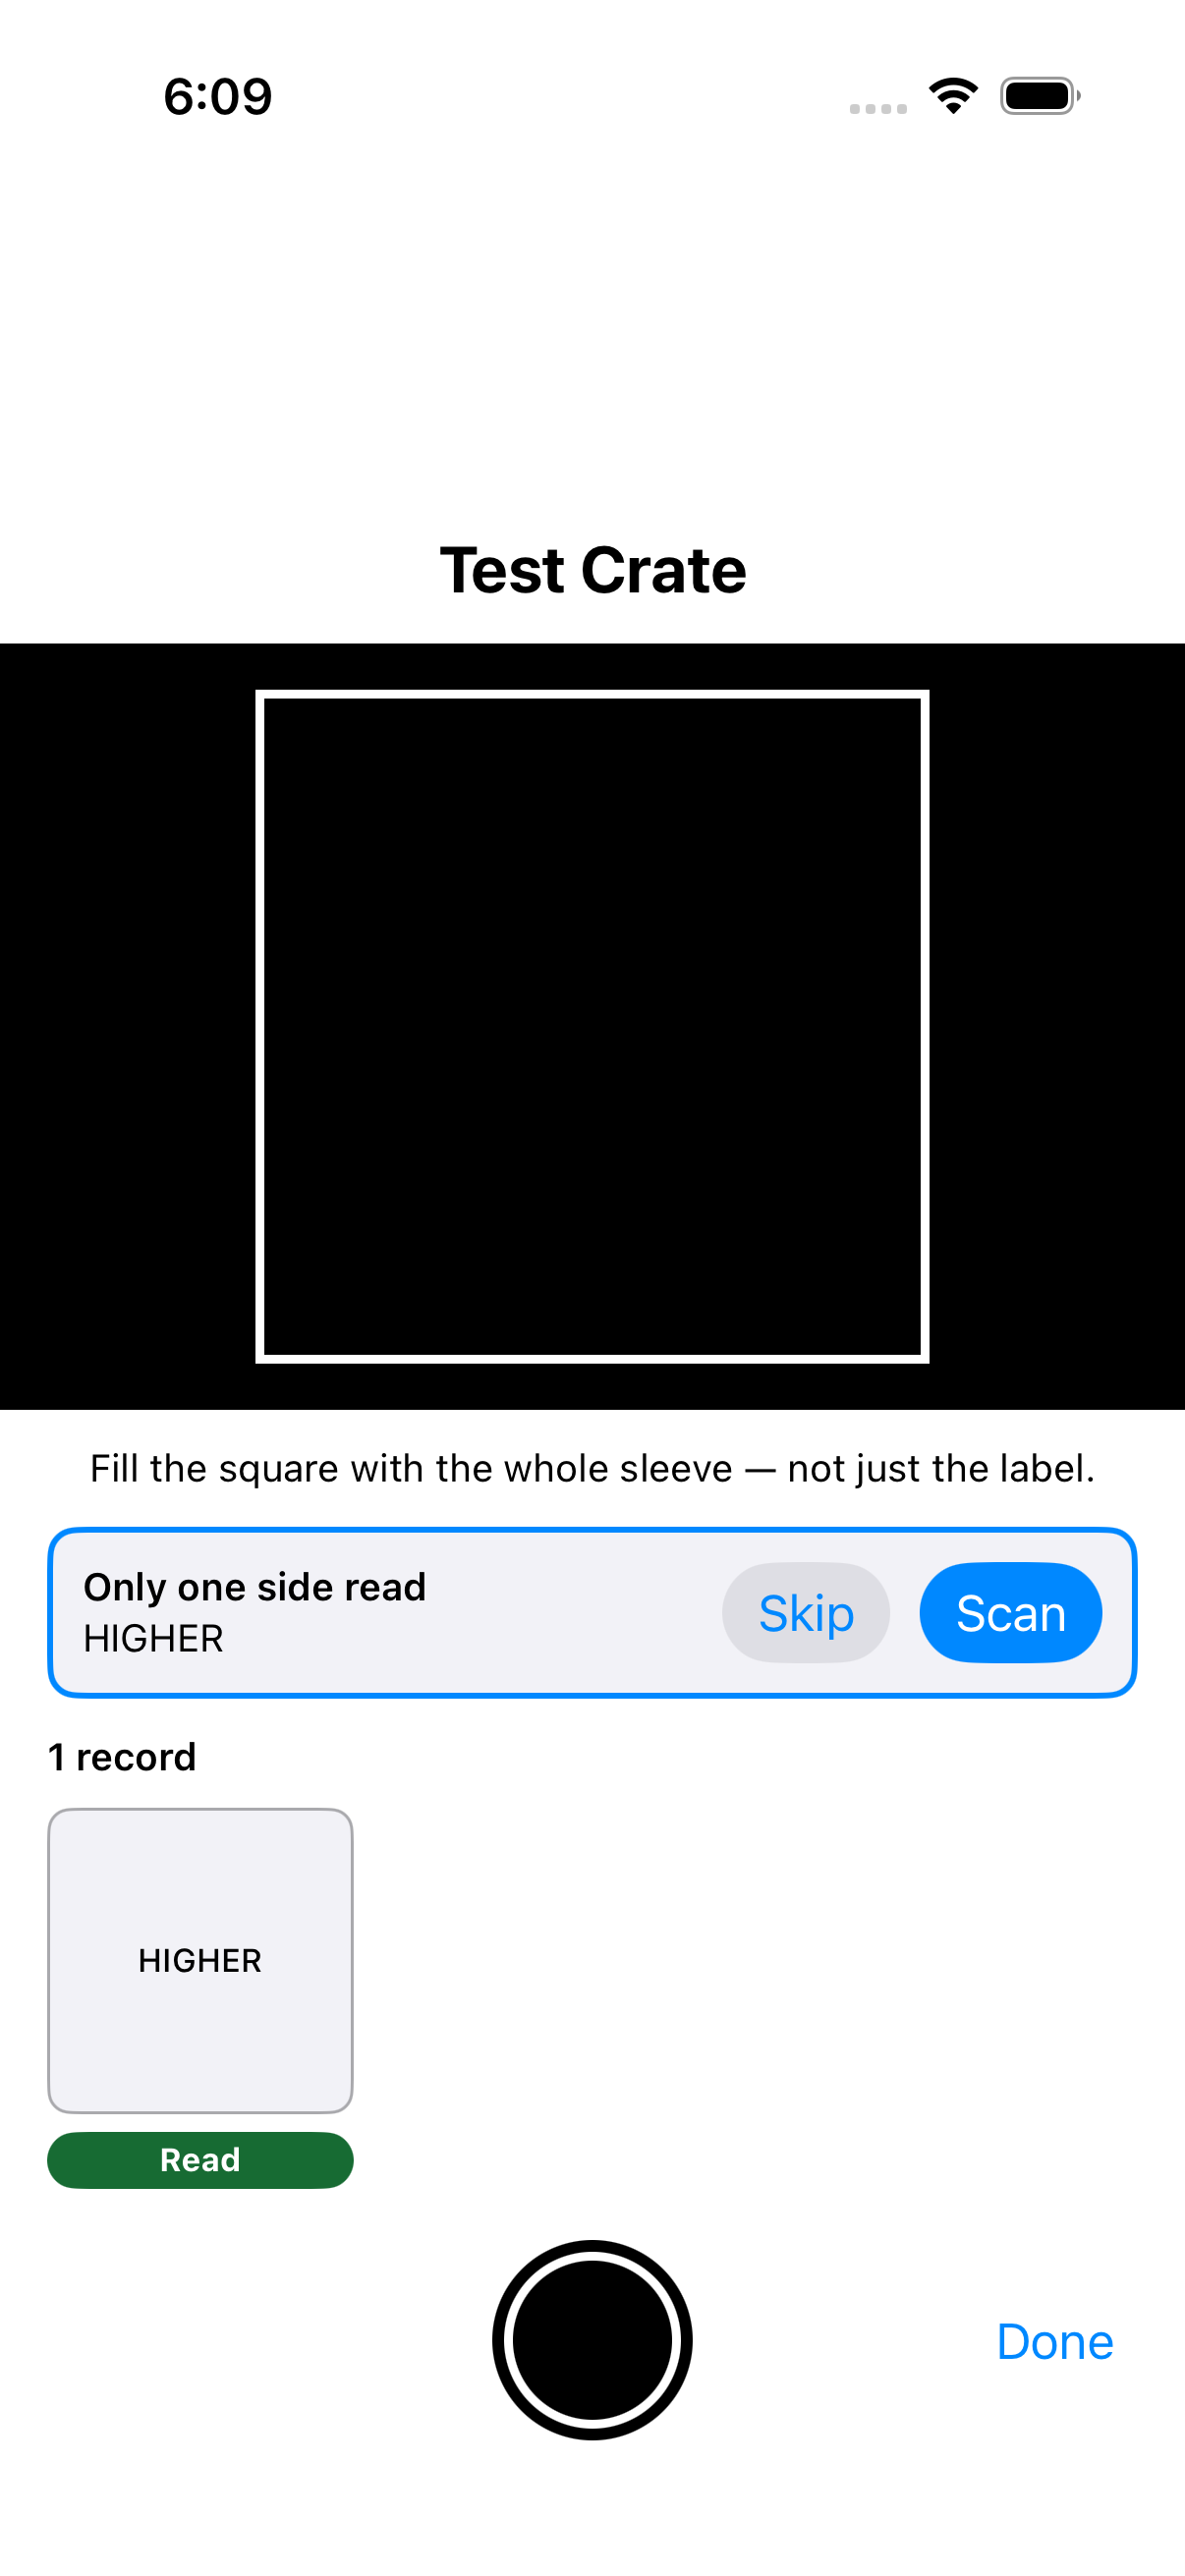 6:09
Test Crate
Fill the square with the whole sleeve — not just the label.
Only one side read
HIGHER
Skip
Scan
1 record
HIGHER
Read
Done